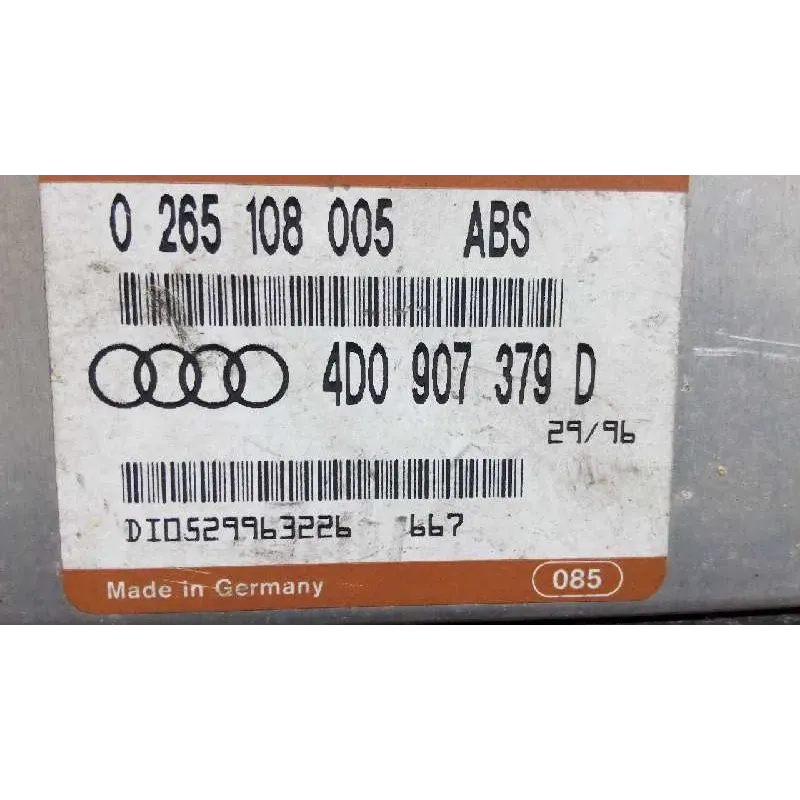 0 265 108 005 ABS
4D0 907 379 D
29/96
DI0529963226 667
Made in Germany 085